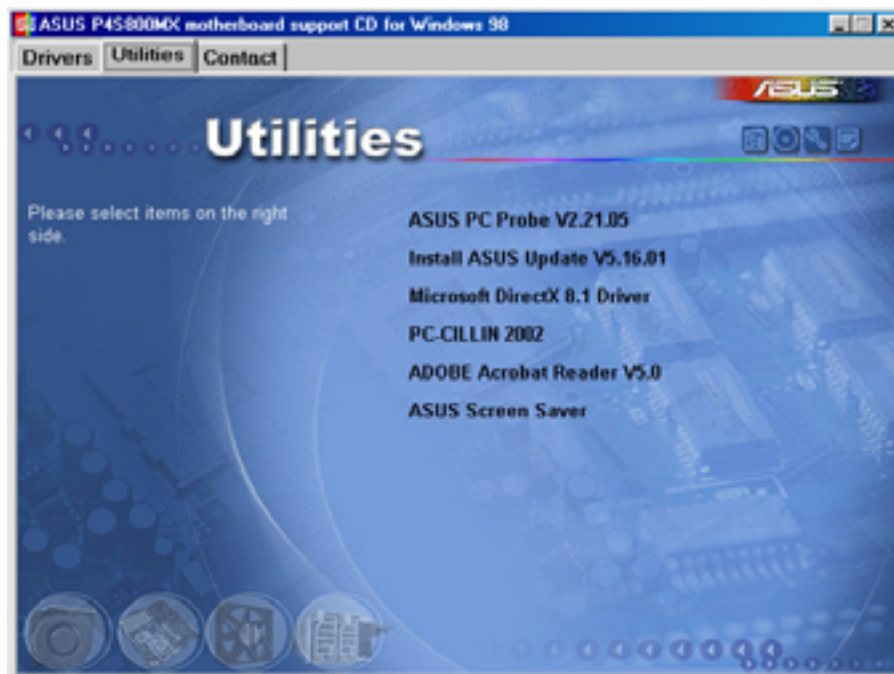 ASUS P4S800MX motherboard support CD for Windows 98
Drivers Utilities Contact
ASUS
Utilities
Please select items on the right
side.
ASUS PC Probe V2.21.05
Install ASUS Update V5.16.01
Microsoft DirectX 8.1 Driver
PC-CILLIN 2002
ADOBE Acrobat Reader V5.0
ASUS Screen Saver